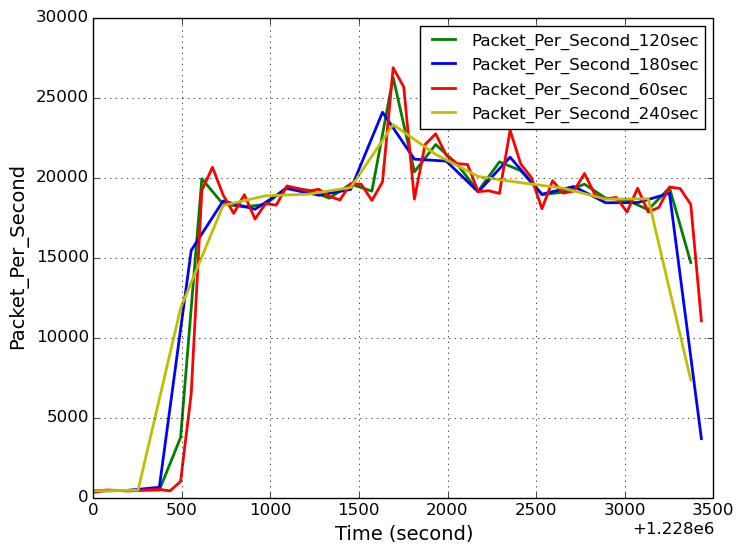 30000
25000
20000
15000
10000
5000
0
Packet_Per_Second
Packet_Per_Second_120sec
Packet_Per_Second_180sec
Packet_Per_Second_60sec
Packet_Per_Second_240sec
0 500 1000 1500 2000 2500 3000 3500
+1.228e6
Time (second)